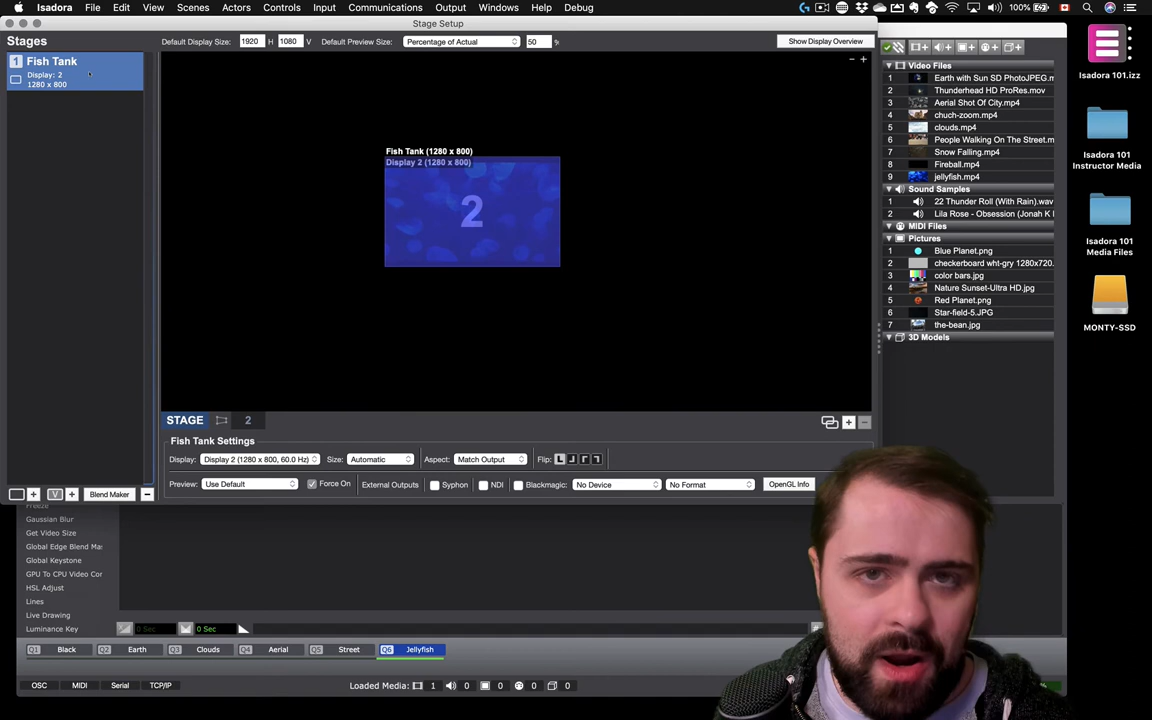 Isadora File Edit View Scenes Actors Controls Input Communications Output Windows Help Debug 100%
Stage Setup
Stages
Default Display Size: 1920 H 1080 V Default Preview Size: Percentage of Actual 50 % Show Display Overview
1 Fish Tank
Display: 2
1280 x 800
Fish Tank (1280 x 800)
Display 2 (1280 x 800)
2
STAGE 2
Fish Tank Settings
Display: Display 2 (1280 x 800, 60.0 Hz) Size: Automatic Aspect: Match Output Flip:
Preview: Use Default Force On External Outputs Syphon NDI Blackmagic: No Device No Format OpenGL Info
V Blend Maker
Video Files
1 Earth with Sun SD PhotoJPEG.m
2 Thunderhead HD ProRes.mov
3 Aerial Shot Of City.mp4
4 chuch-zoom.mp4
5 clouds.mp4
6 People Walking On The Street.m
7 Snow Falling.mp4
8 Fireball.mp4
9 jellyfish.mp4
Sound Samples
1 22 Thunder Roll (With Rain).wav
2 Lila Rose - Obsession (Jonah K
MIDI Files
Pictures
1 Blue Planet.png
2 checkerboard wht-gry 1280x720.
3 color bars.jpg
4 Nature Sunset-Ultra HD.jpg
5 Red Planet.png
6 Star-field-5.JPG
7 the-bean.jpg
3D Models
Isadora 101.izz
Isadora 101
Instructor Media
Isadora 101
Media Files
MONTY-SSD
Freeze
Gaussian Blur
Get Video Size
Global Edge Blend Mas
Global Keystone
GPU To CPU Video Cor
HSL Adjust
Lines
Live Drawing
Luminance Key
0 Sec 0 Sec
Q1 Black Q2 Earth Q3 Clouds Q4 Aerial Q5 Street Q6 Jellyfish
OSC MIDI Serial TCP/IP Loaded Media: 1 0 0 0 0